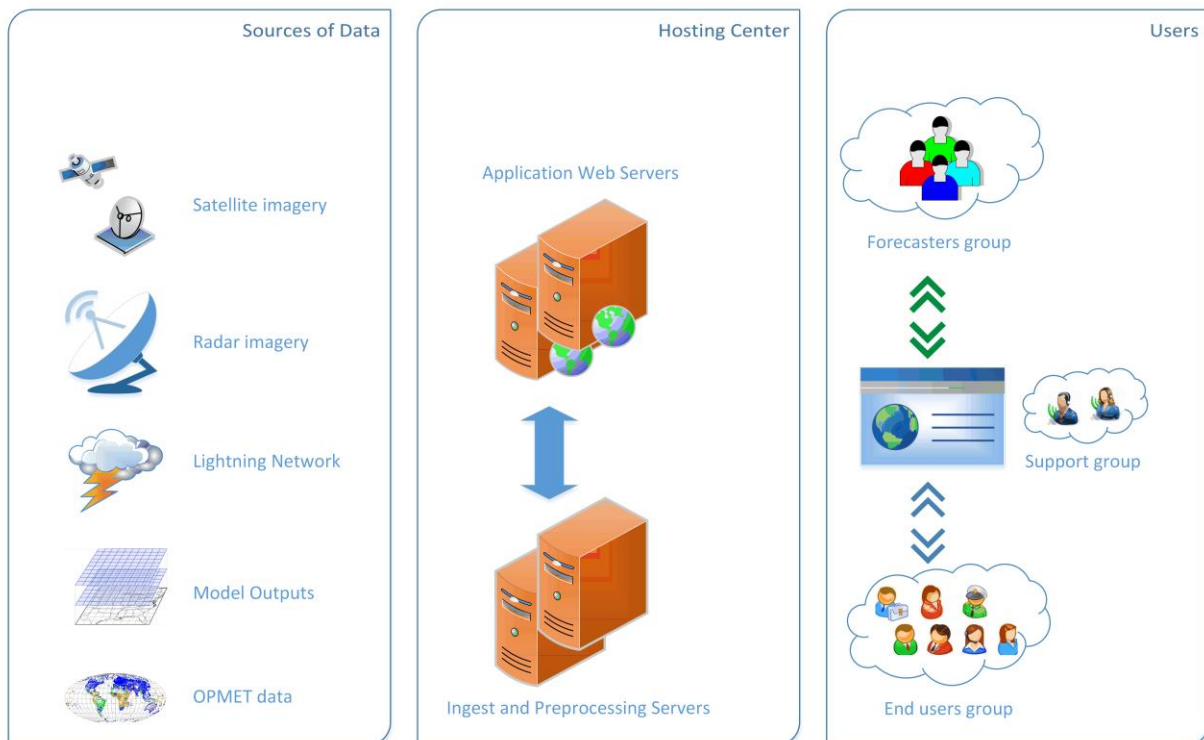 Sources of Data
Satellite imagery
Radar imagery
Lightning Network
Model Outputs
OPMET data
Hosting Center
Application Web Servers
Ingest and Preprocessing Servers
Users
Forecasters group
Support group
End users group